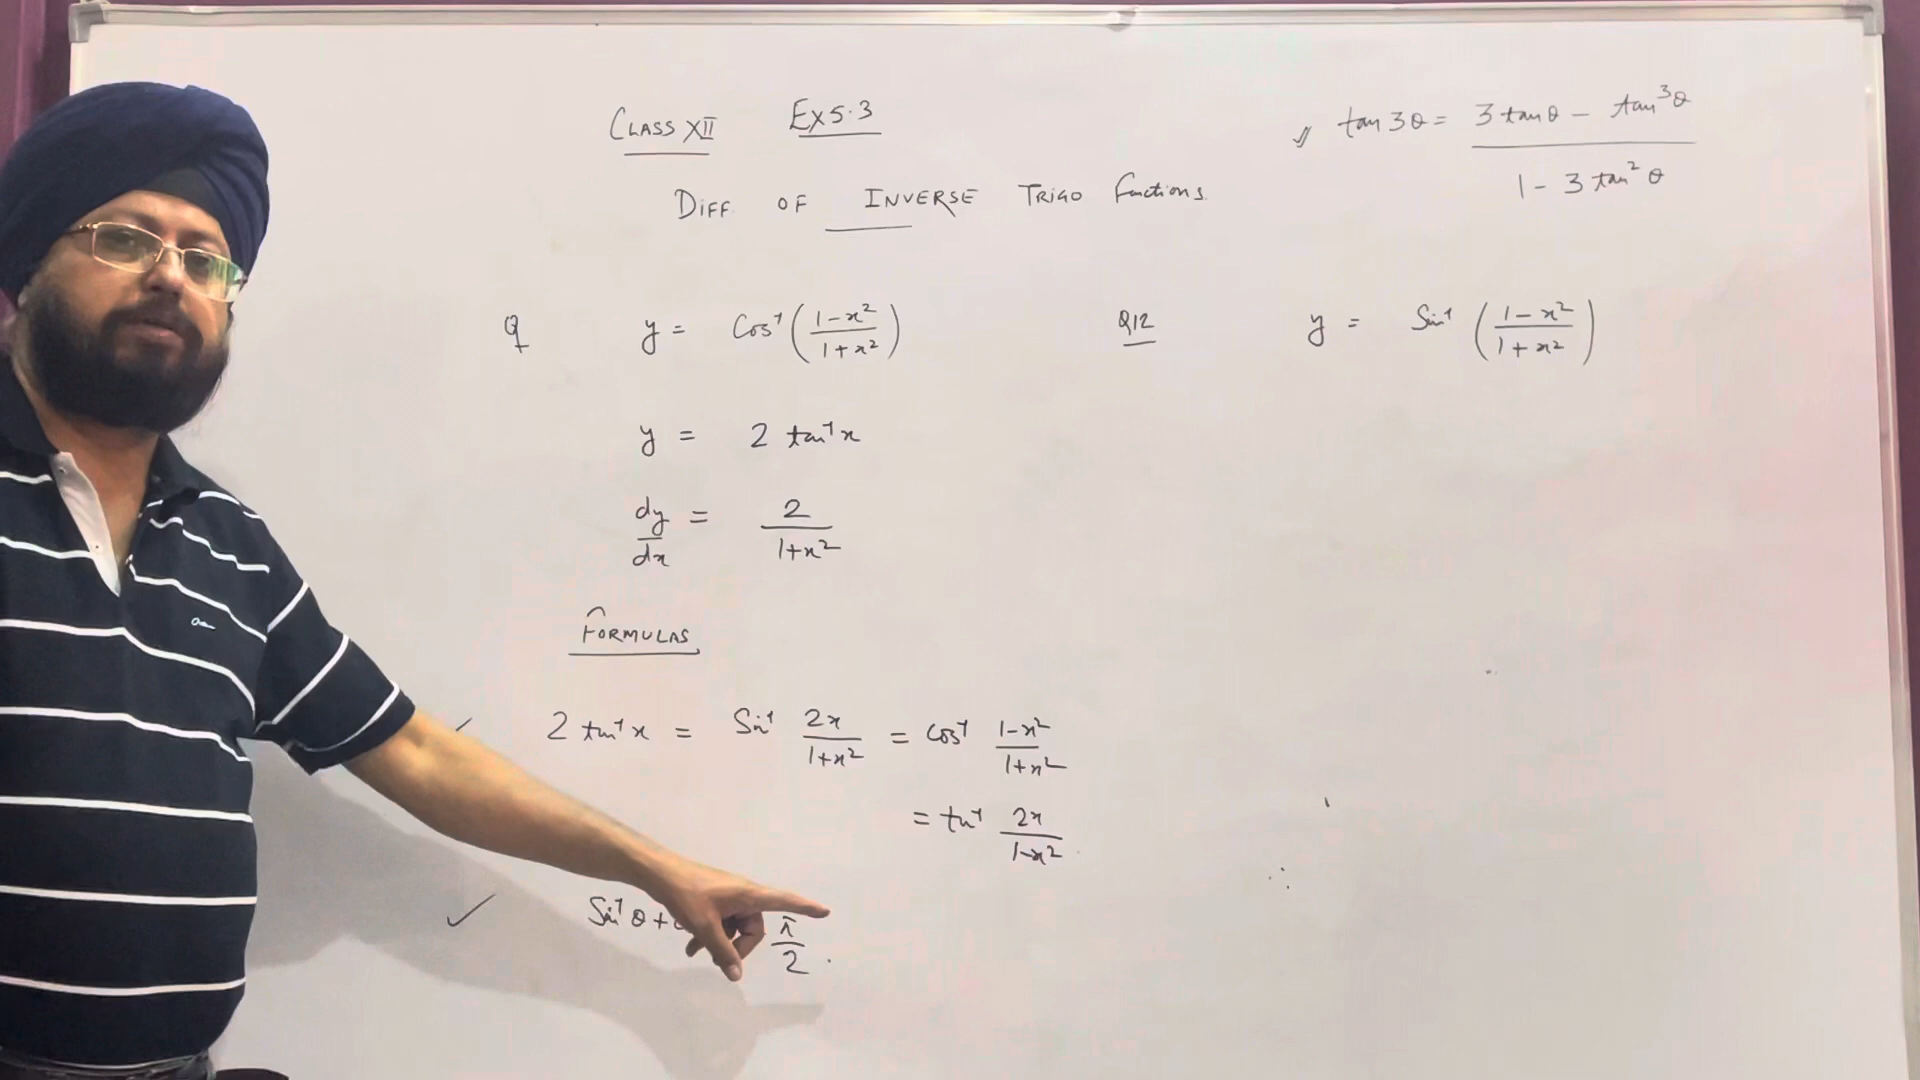 CLASS XII Ex 5.3
DIFF. OF INVERSE TRIGO Functions.
tan 3θ = (3 tan θ - tan³θ) / (1 - 3 tan²θ)
Q y = Cos⁻¹ ((1-x²)/(1+x²))
y = 2 tan⁻¹ x
dy/dx = 2/(1+x²)
Q12 y = Sin⁻¹ ((1-x²)/(1+x²))
FORMULAS
2 tan⁻¹ x = Sin⁻¹ 2x/(1+x²) = Cos⁻¹ (1-x²)/(1+x²)
= tan⁻¹ 2x/(1-x²)
Sin⁻¹ θ + π/2.